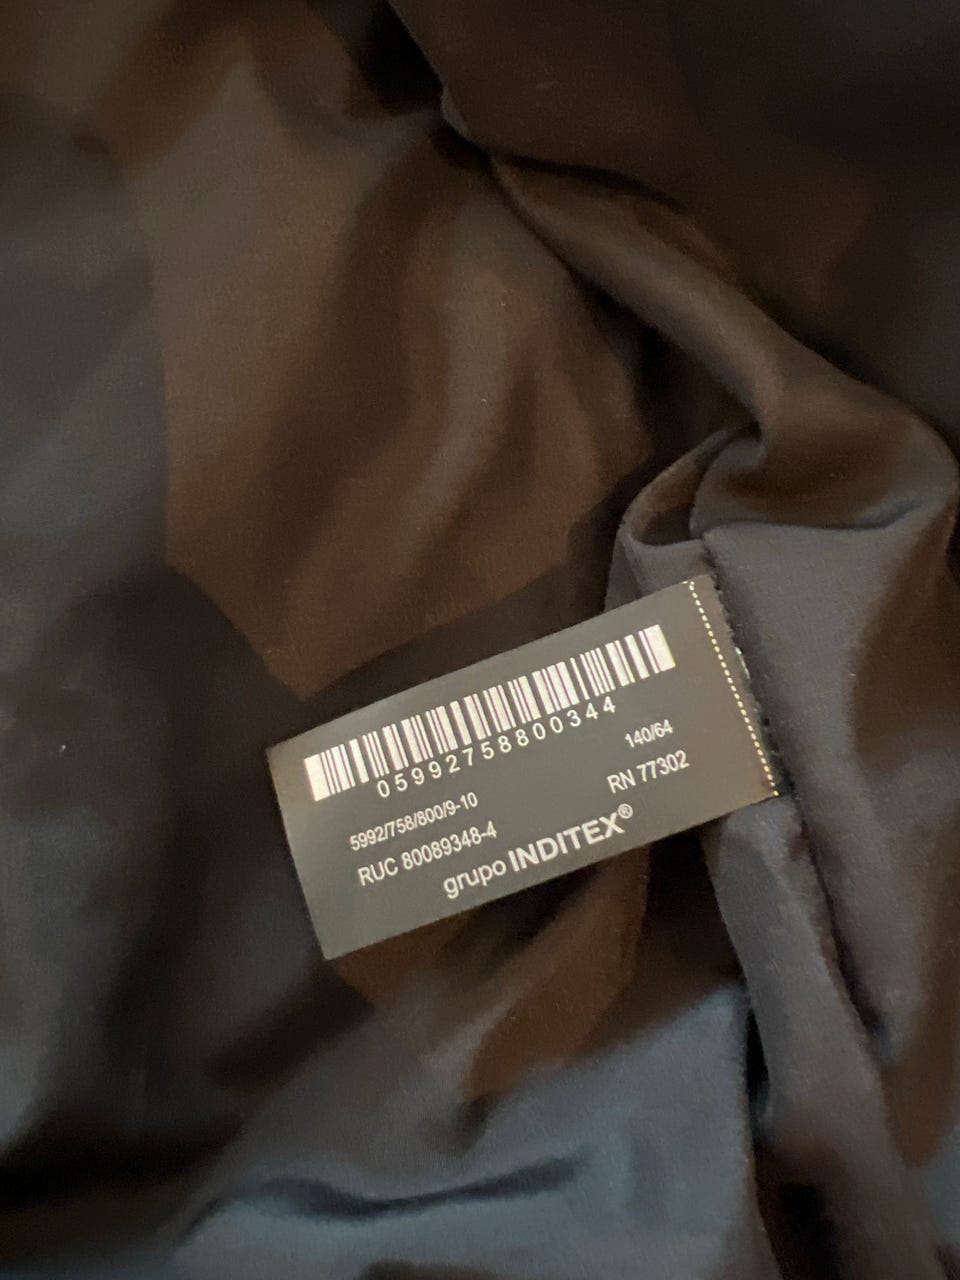 05992758800344
5992/758/800/9-10
140/64
RUC 80089348-4
RN 77302
grupo INDITEX®